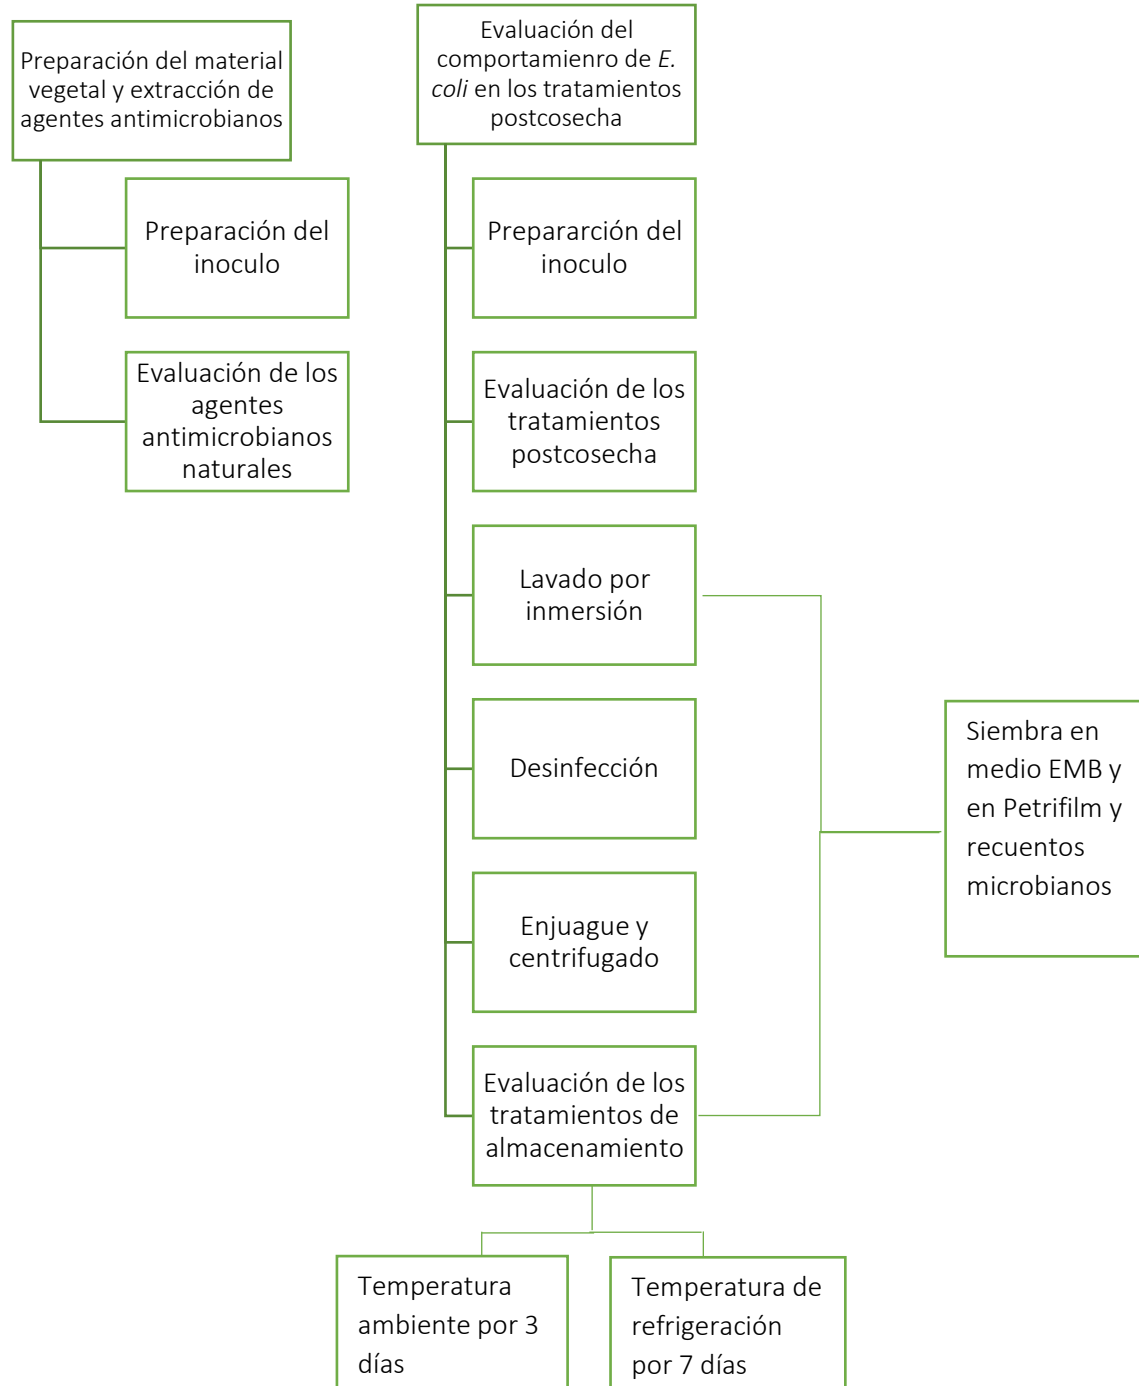 Preparación del material
vegetal y extracción de
agentes antimicrobianos
Preparación del
inoculo
Evaluación de los
agentes
antimicrobianos
naturales
Evaluación del
comportamienro de E.
coli en los tratamientos
postcosecha
Prepararción del
inoculo
Evaluación de los
tratamientos
postcosecha
Lavado por
inmersión
Desinfección
Enjuague y
centrifugado
Evaluación de los
tratamientos de
almacenamiento
Siembra en
medio EMB y
en Petrifilm y
recuentos
microbianos
Temperatura
ambiente por 3
días
Temperatura de
refrigeración
por 7 días